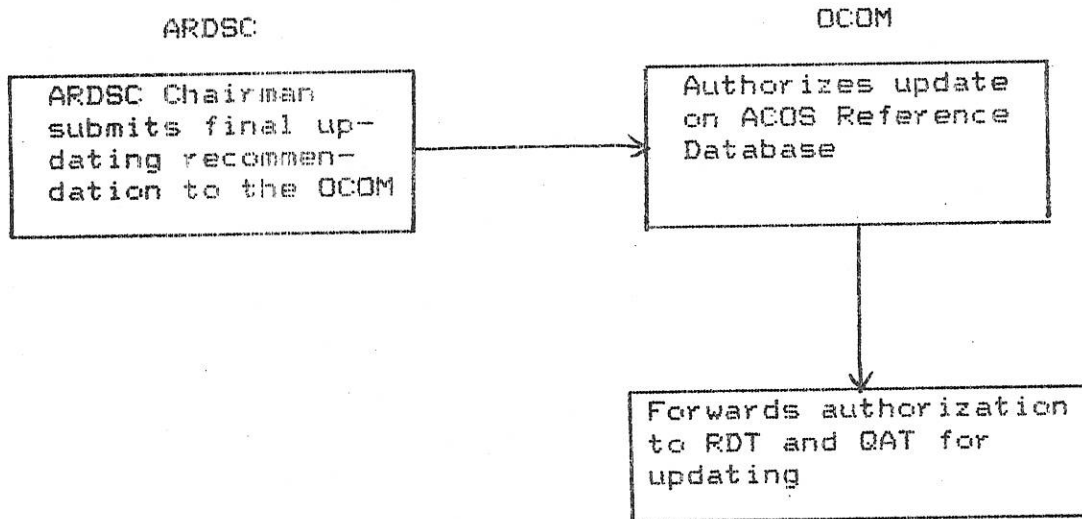 ARDSC
OCOM
ARDSC Chairman
submits final up-
dating recommen-
dation to the OCOM
Authorizes update
on ACOS Reference
Database
Forwards authorization
to RDT and QAT for
updating